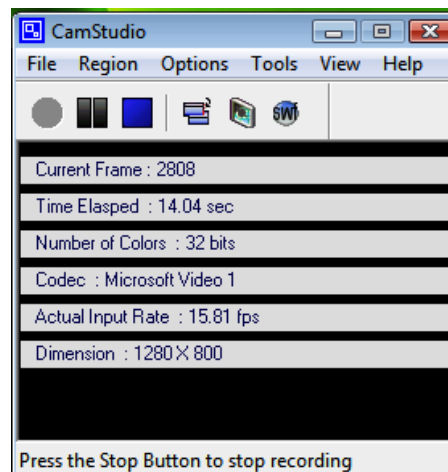 CamStudio
File Region Options Tools View Help
SWF
Current Frame : 2808
Time Elasped : 14.04 sec
Number of Colors : 32 bits
Codec : Microsoft Video 1
Actual Input Rate : 15.81 fps
Dimension : 1280 X 800
Press the Stop Button to stop recording